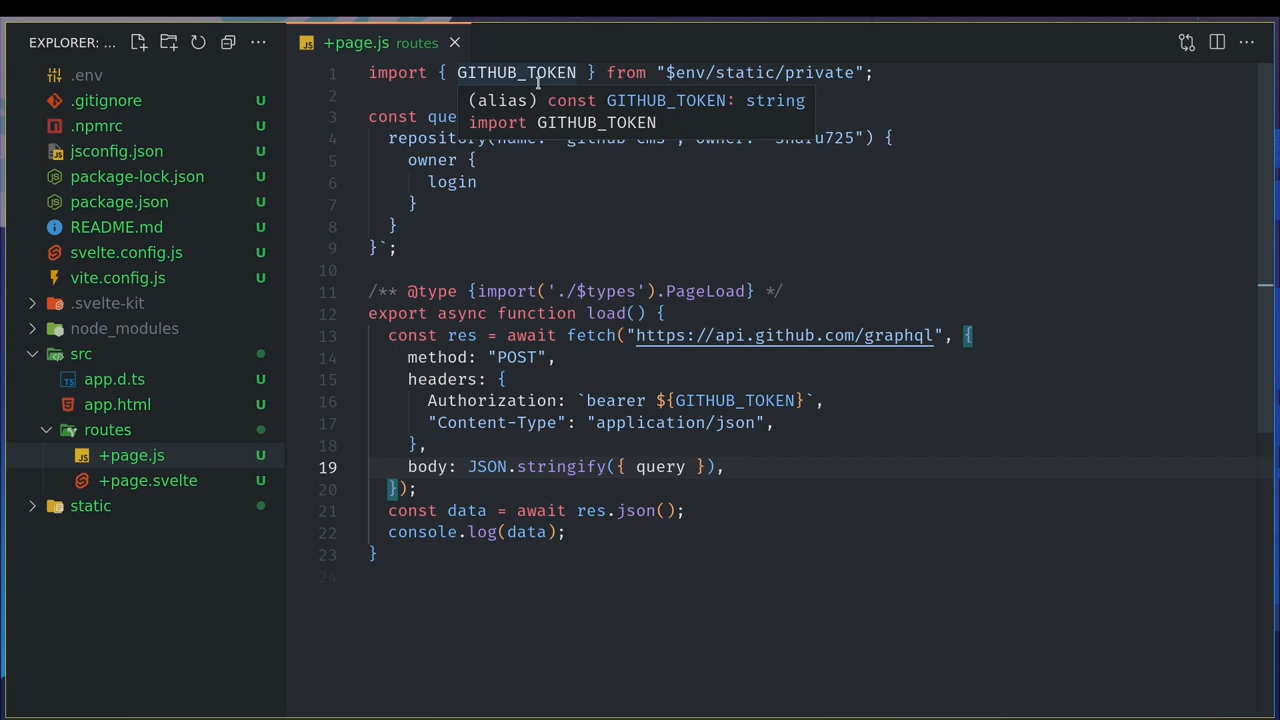 EXPLORER: ...
.env
.gitignore U
.npmrc U
jsconfig.json U
package-lock.json U
package.json U
README.md U
svelte.config.js U
vite.config.js U
.svelte-kit
node_modules
src
app.d.ts U
app.html U
routes
+page.js U
+page.svelte U
static
+page.js routes
1 import { GITHUB_TOKEN } from "$env/static/private";
(alias) const GITHUB_TOKEN: string
import GITHUB_TOKEN
2
3 const que
4 repository(name: "github-cms", owner: "sharu725") {
5 owner {
6 login
7 }
8 }
9 }`;
10
11 /** @type {import('./$types').PageLoad} */
12 export async function load() {
13 const res = await fetch("https://api.github.com/graphql", {
14 method: "POST",
15 headers: {
16 Authorization: `bearer ${GITHUB_TOKEN}`,
17 "Content-Type": "application/json",
18 },
19 body: JSON.stringify({ query }),
20 });
21 const data = await res.json();
22 console.log(data);
23 }
24